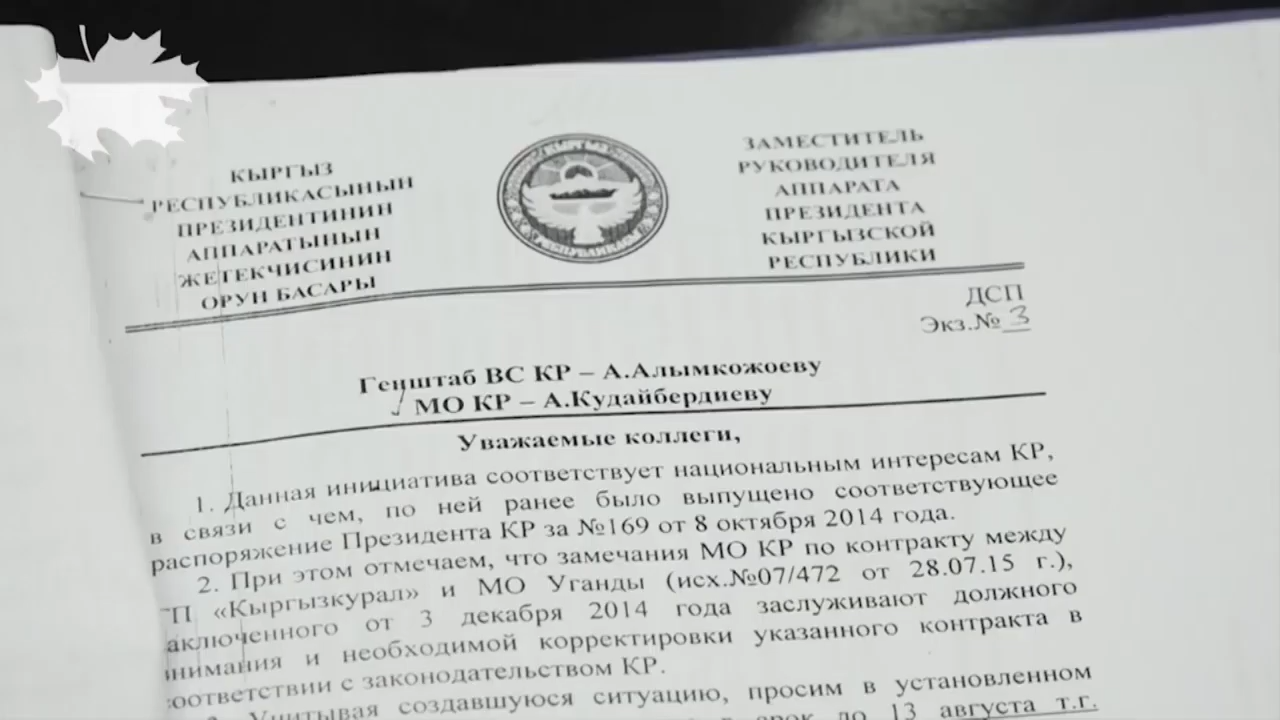 КЫРГЫЗ
РЕСПУБЛИКАСЫНЫН
ПРЕЗИДЕНТИНИН
АППАРАТЫНЫН
ЖЕТЕКЧИСИНИН
ОРУН БАСАРЫ
ЗАМЕСТИТЕЛЬ
РУКОВОДИТЕЛЯ
АППАРАТА
ПРЕЗИДЕНТА
КЫРГЫЗСКОЙ
РЕСПУБЛИКИ
ДСП
Экз.№ 3
Генштаб ВС КР – А.Алымкожоеву
МО КР – А.Кудайбердиеву
Уважаемые коллеги,
1. Данная инициатива соответствует национальным интересам КР,
в связи с чем, по ней ранее было выпущено соответствующее
распоряжение Президента КР за №169 от 8 октября 2014 года.
2. При этом отмечаем, что замечания МО КР по контракту между
ГП «Кыргызкурал» и МО Уганды (исх.№07/472 от 28.07.15 г.),
аключенного от 3 декабря 2014 года заслуживают должного
внимания и необходимой корректировки указанного контракта в
соответствии с законодательством КР.
Учитывая создавшуюся ситуацию, просим в установленном
срок до 13 августа т.г.